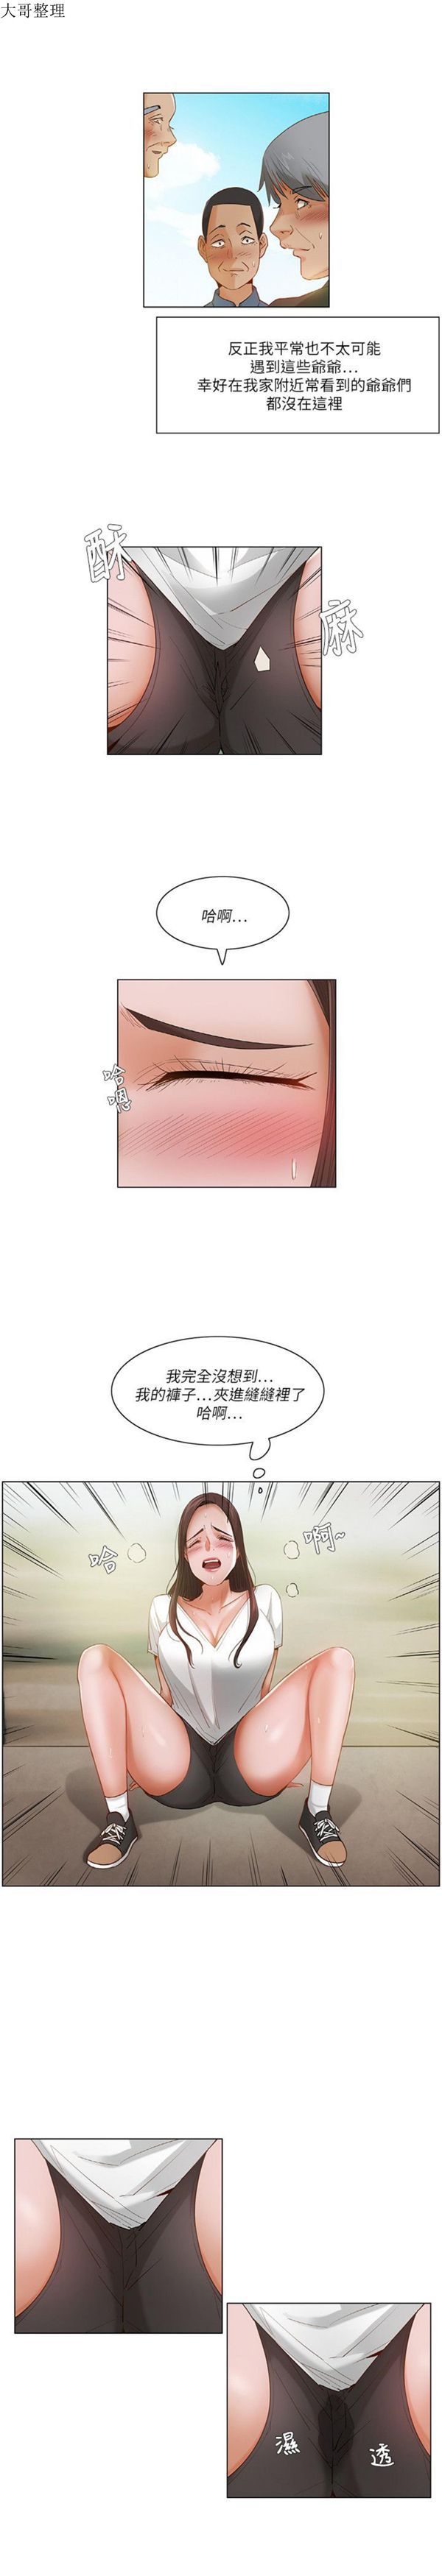 大哥整理
反正我平常也不太可能
遇到這些爺爺...
幸好在我家附近常看到的爺爺們
都沒在這裡
酥
麻
哈啊...
哈
嗯
我完全沒想到...
我的褲子...夾進縫縫裡了
哈啊...
哈
啊~
濕
透